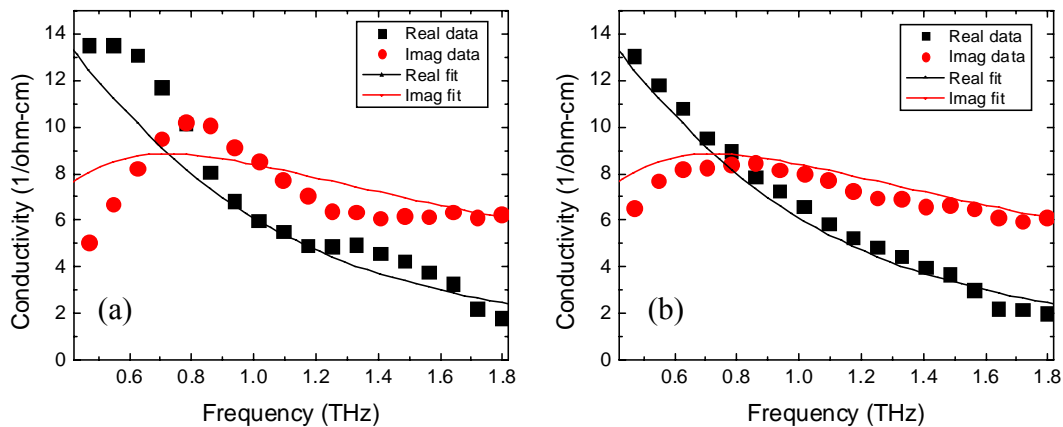 Conductivity (1/ohm-cm)
14
12
10
8
6
4
2
0
Real data
Imag data
Real fit
Imag fit
(a)
0.6 0.8 1.0 1.2 1.4 1.6 1.8
Frequency (THz)
Conductivity (1/ohm-cm)
14
12
10
8
6
4
2
0
Real data
Imag data
Real fit
Imag fit
(b)
0.6 0.8 1.0 1.2 1.4 1.6 1.8
Frequency (THz)